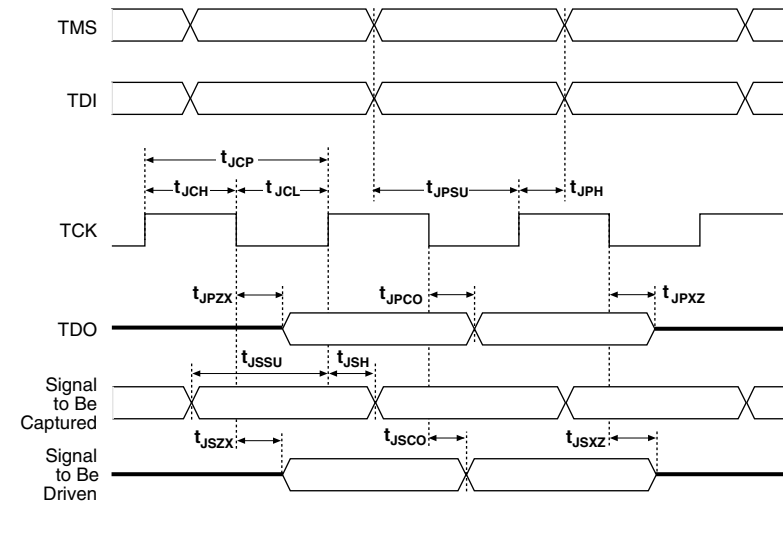 TMS
TDI
tJCP
tJCH
tJCL
tJPSU
tJPH
TCK
tJPZX
tJPCO
tJPXZ
TDO
tJSSU
tJSH
Signal
to Be
Captured
tJSZX
tJSCO
tJSXZ
Signal
to Be
Driven